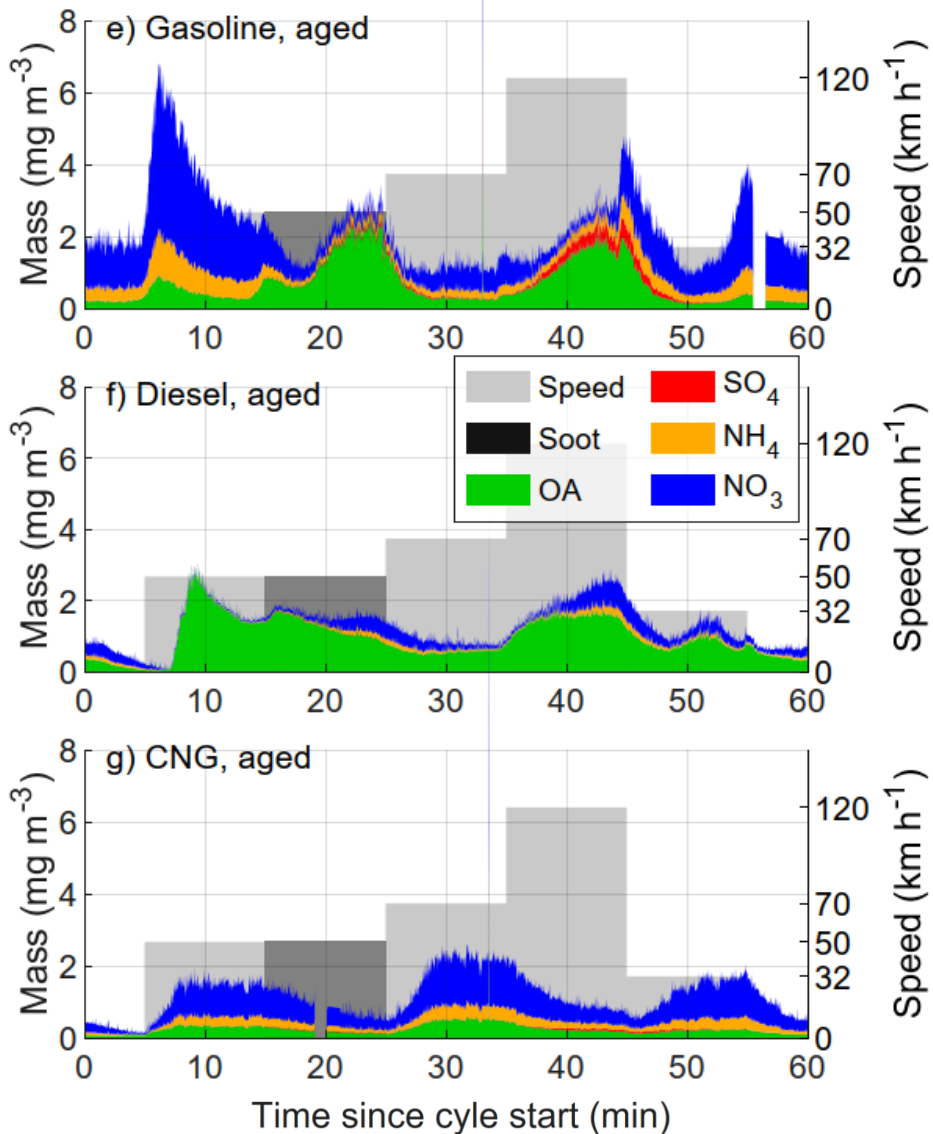 e) Gasoline, aged
Mass (mg m⁻³)
8
6
4
2
0
Speed (km h⁻¹)
120
70
50
32
0
0 10 20 30 40 50 60
f) Diesel, aged
Mass (mg m⁻³)
8
6
4
2
0
Speed (km h⁻¹)
120
70
50
32
0
Speed
Soot
OA
SO₄
NH₄
NO₃
0 10 20 30 40 50 60
g) CNG, aged
Mass (mg m⁻³)
8
6
4
2
0
Speed (km h⁻¹)
120
70
50
32
0
0 10 20 30 40 50 60
Time since cyle start (min)